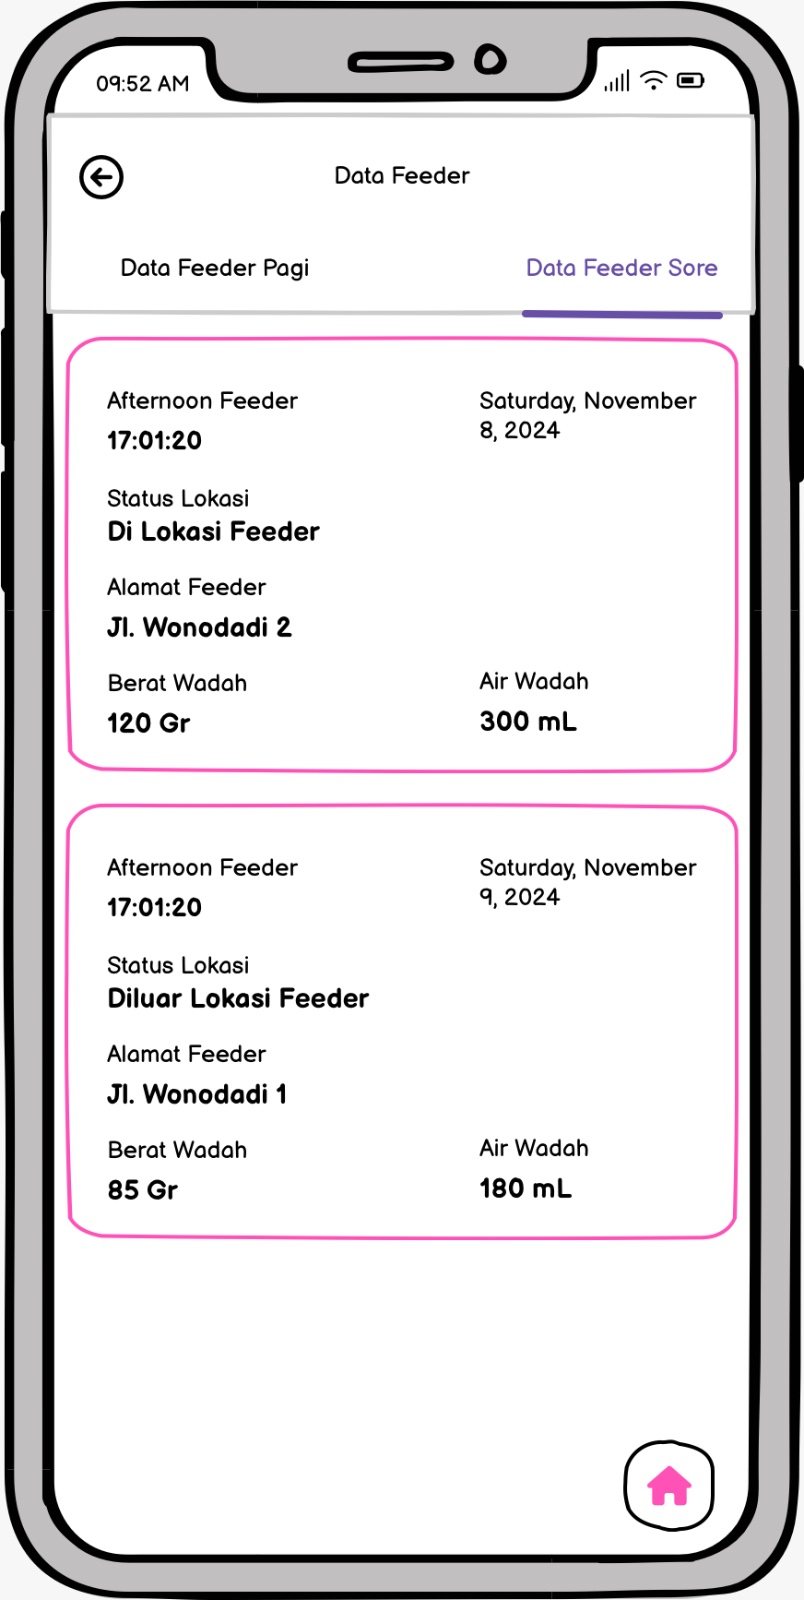 09:52 AM
Data Feeder
Data Feeder Pagi
Data Feeder Sore
Afternoon Feeder
17:01:20
Saturday, November
8, 2024
Status Lokasi
Di Lokasi Feeder
Alamat Feeder
Jl. Wonodadi 2
Berat Wadah
120 Gr
Air Wadah
300 mL
Afternoon Feeder
17:01:20
Saturday, November
9, 2024
Status Lokasi
Diluar Lokasi Feeder
Alamat Feeder
Jl. Wonodadi 1
Berat Wadah
85 Gr
Air Wadah
180 mL